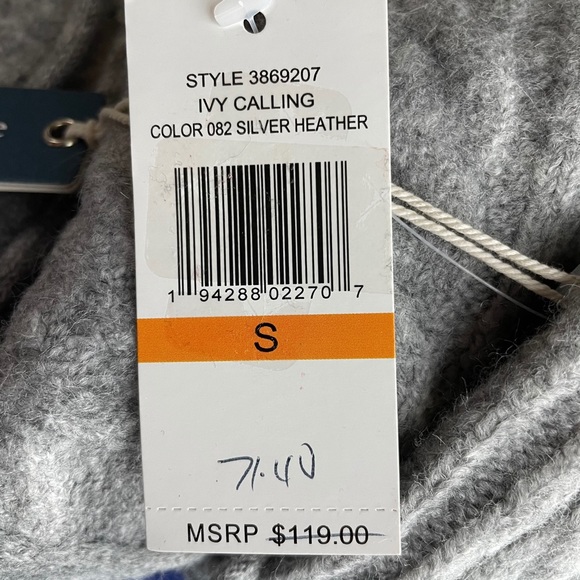 STYLE 3869207
IVY CALLING
COLOR 082 SILVER HEATHER
1 94288 02270 7
S
71.40
MSRP $119.00